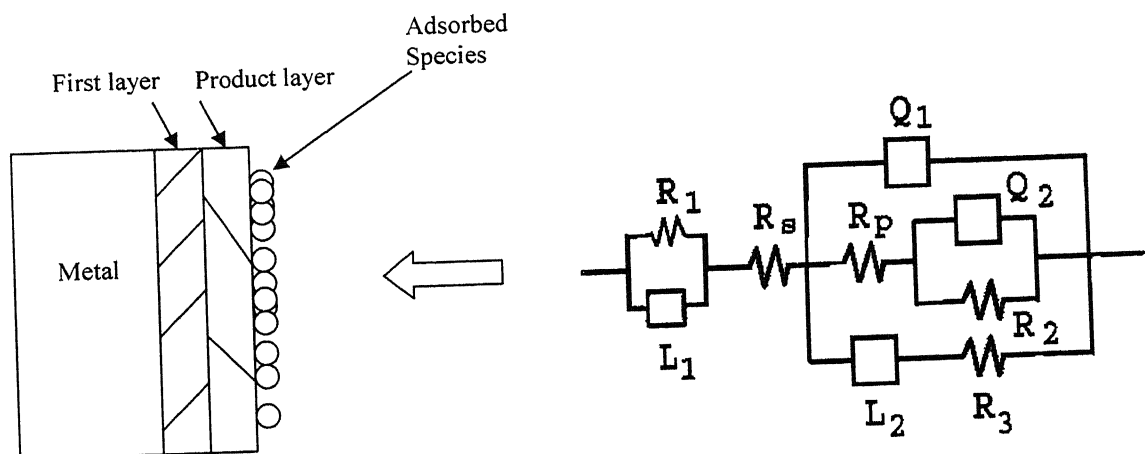 Adsorbed
Species
First layer
Product layer
Metal
Q1
R1
Rs
Rp
Q2
L1
R2
L2
R3